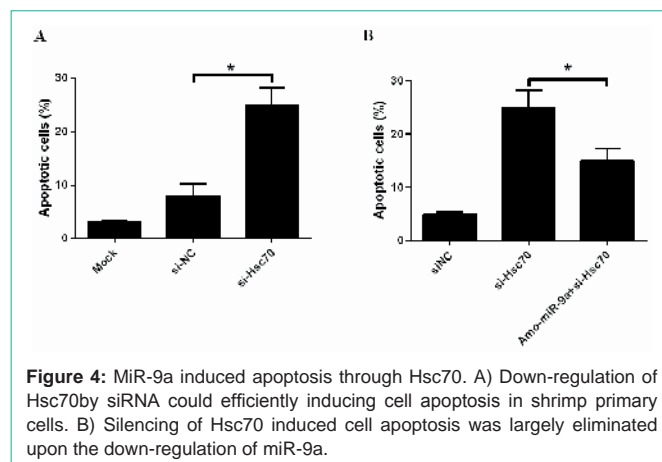 A
B
Apoptotic cells (%)
30
20
10
0
*
Mock
si-NC
si-Hsc70
Apoptotic cells (%)
30
20
10
0
*
siNC
si-Hsc70
Amo-miR-9a+si-Hsc70
Figure 4: MiR-9a induced apoptosis through Hsc70. A) Down-regulation of
Hsc70by siRNA could efficiently inducing cell apoptosis in shrimp primary
cells. B) Silencing of Hsc70 induced cell apoptosis was largely eliminated
upon the down-regulation of miR-9a.